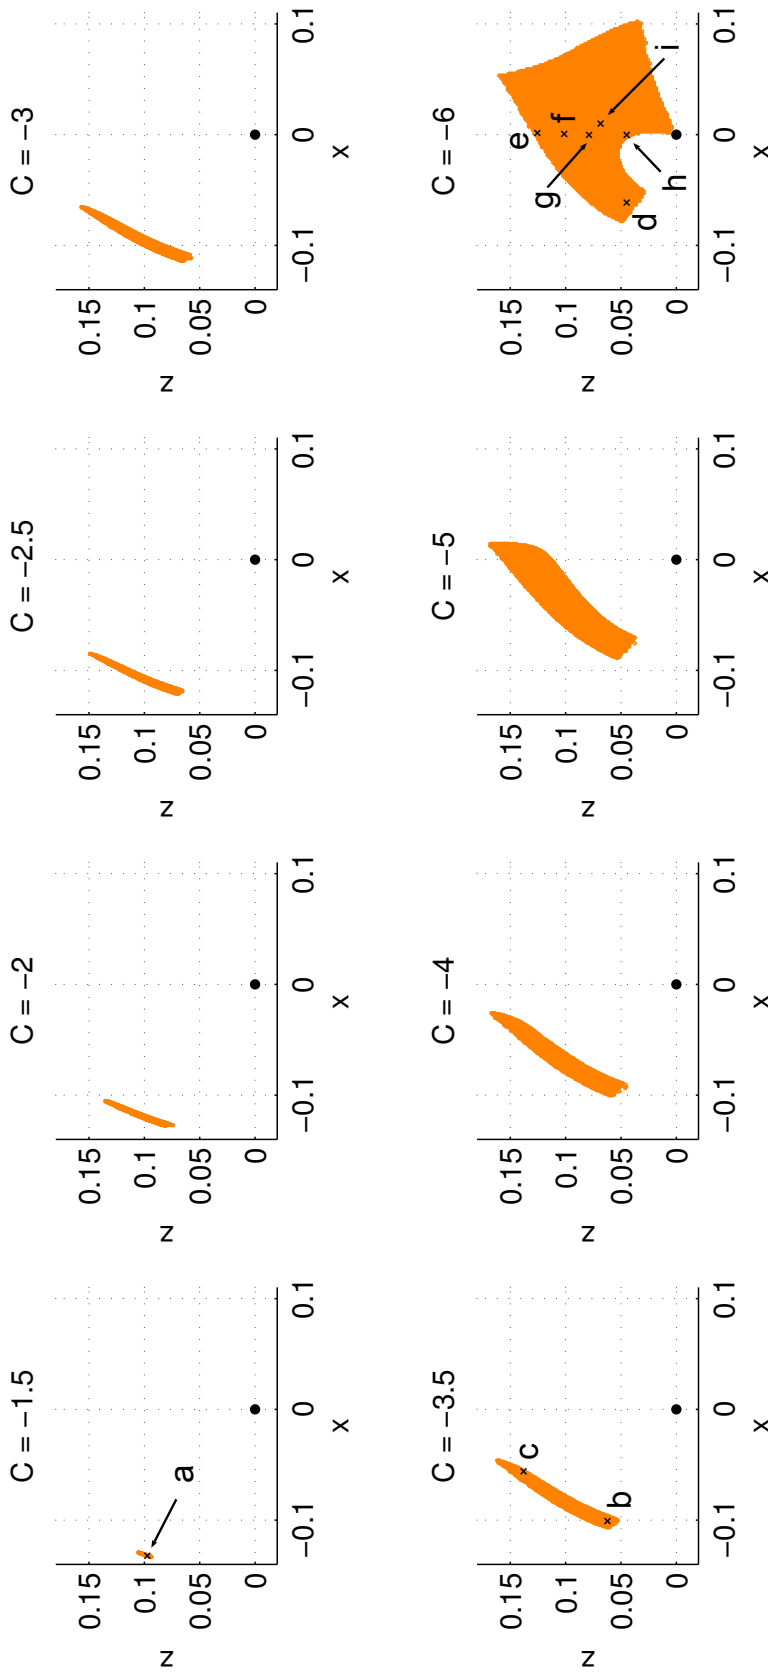 C = −1.5
z
0.15
0.1
0.05
0
a
−0.1
0
0.1
x
C = −2
z
0.15
0.1
0.05
0
−0.1
0
0.1
x
C = −2.5
z
0.15
0.1
0.05
0
−0.1
0
0.1
x
C = −3
z
0.15
0.1
0.05
0
−0.1
0
0.1
x
C = −3.5
z
0.15
0.1
0.05
0
c
b
−0.1
0
0.1
x
C = −4
z
0.15
0.1
0.05
0
−0.1
0
0.1
x
C = −5
z
0.15
0.1
0.05
0
−0.1
0
0.1
x
C = −6
z
0.15
0.1
0.05
0
e
f
g
i
h
d
−0.1
0
0.1
x